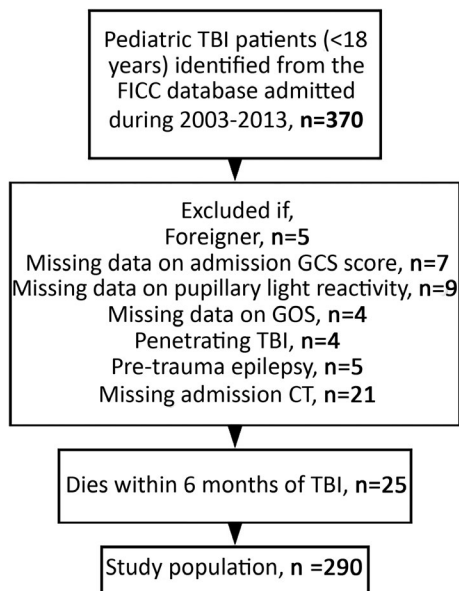 Pediatric TBI patients (<18
years) identified from the
FICC database admitted
during 2003-2013, n=370
Excluded if,
Foreigner, n=5
Missing data on admission GCS score, n=7
Missing data on pupillary light reactivity, n=9
Missing data on GOS, n=4
Penetrating TBI, n=4
Pre-trauma epilepsy, n=5
Missing admission CT, n=21
Dies within 6 months of TBI, n=25
Study population, n =290